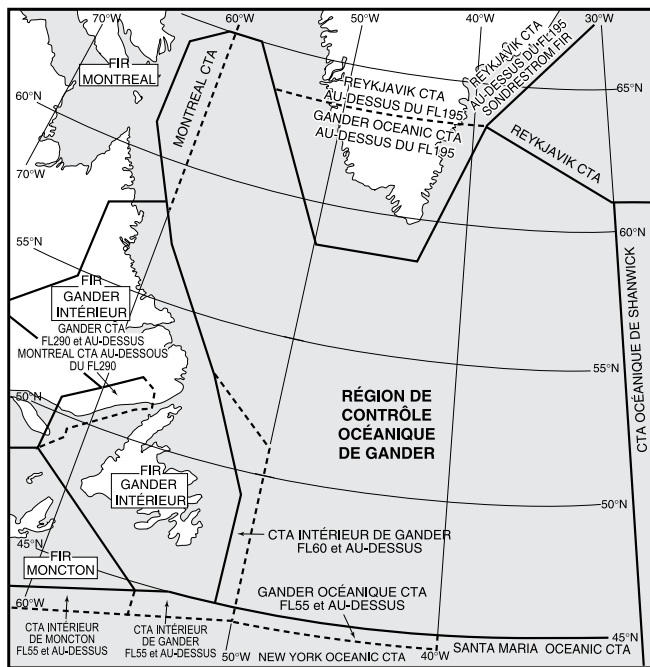 70°W
60°W
50°W
40°W
30°W
FIR
MONTREAL
MONTREAL CTA
REYKJAVIK CTA
AU-DESSUS DU FL195
GANDER OCEANIC CTA
AU-DESSUS DU FL195
REYKJAVIK CTA
AU-DESSUS DU FL195
SONDRESTROM FIR
65°N
60°N
REYKJAVIK CTA
70°W
60°N
55°N
FIR
GANDER
INTÉRIEUR
GANDER CTA
FL290 et AU-DESSUS
MONTREAL CTA AU-DESSOUS
DU FL290
CTA OCÉANIQUE DE SHANWICK
55°N
50°N
RÉGION DE
CONTRÔLE
OCÉANIQUE
DE GANDER
FIR
GANDER
INTÉRIEUR
50°N
45°N
CTA INTÉRIEUR DE GANDER
FL60 et AU-DESSUS
FIR
MONCTON
60°W
GANDER OCÉANIQUE CTA
FL55 et AU-DESSUS
CTA INTÉRIEUR
DE MONCTON
FL55 et AU-DESSUS
CTA INTÉRIEUR
DE GANDER
FL55 et AU-DESSUS
50°W
NEW YORK OCEANIC CTA
40°W
SANTA MARIA OCEANIC CTA
45°N